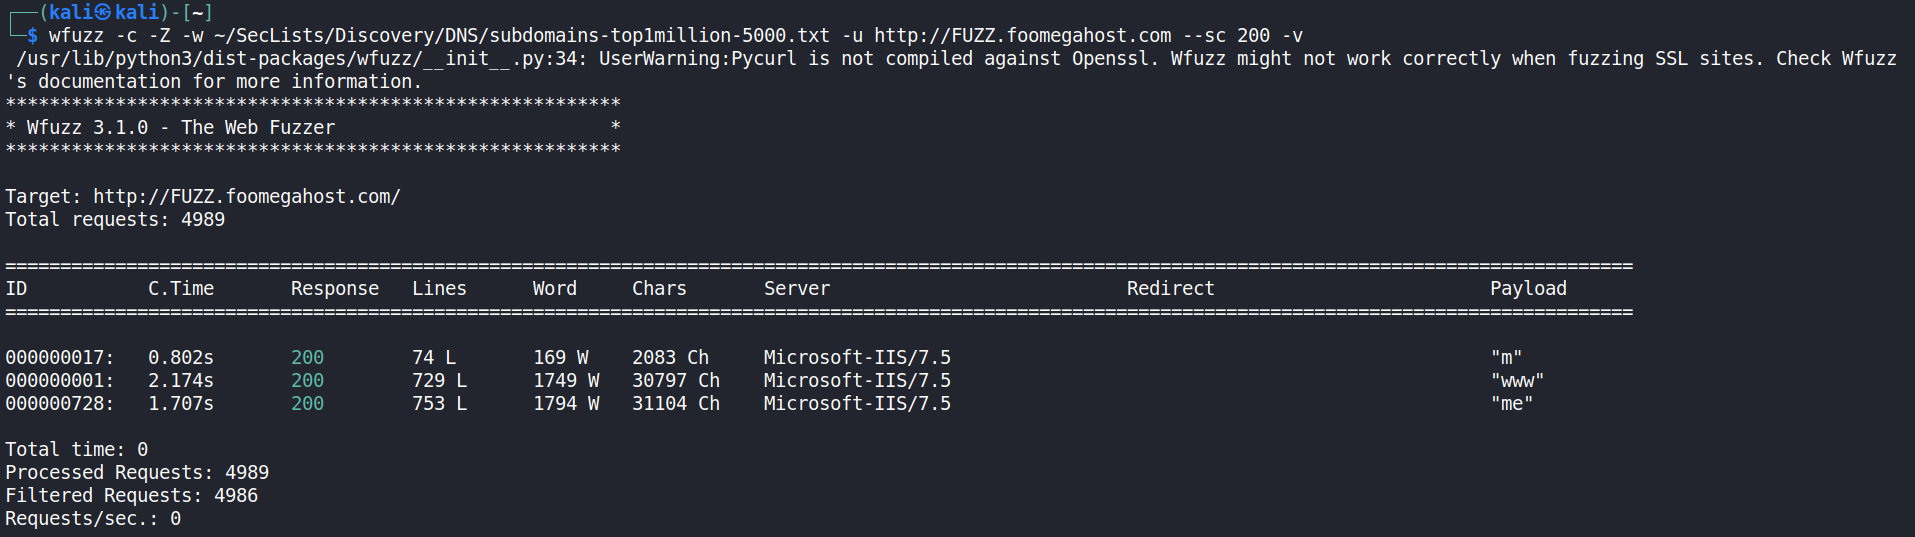 ┌──(kali㉿kali)-[~]
└─$ wfuzz -c -Z -w ~/SecLists/Discovery/DNS/subdomains-top1million-5000.txt -u http://FUZZ.foomegahost.com --sc 200 -v
 /usr/lib/python3/dist-packages/wfuzz/__init__.py:34: UserWarning:Pycurl is not compiled against Openssl. Wfuzz might not work correctly when fuzzing SSL sites. Check Wfuzz
's documentation for more information.
********************************************************
* Wfuzz 3.1.0 - The Web Fuzzer                         *
********************************************************
Target: http://FUZZ.foomegahost.com/
Total requests: 4989
====================================================================================================================================================
ID           C.Time       Response   Lines      Word     Chars       Server                           Redirect                         Payload
====================================================================================================================================================
000000017:   0.802s       200        74 L       169 W    2083 Ch     Microsoft-IIS/7.5                                                 "m"
000000001:   2.174s       200        729 L      1749 W   30797 Ch    Microsoft-IIS/7.5                                                 "www"
000000728:   1.707s       200        753 L      1794 W   31104 Ch    Microsoft-IIS/7.5                                                 "me"
Total time: 0
Processed Requests: 4989
Filtered Requests: 4986
Requests/sec.: 0